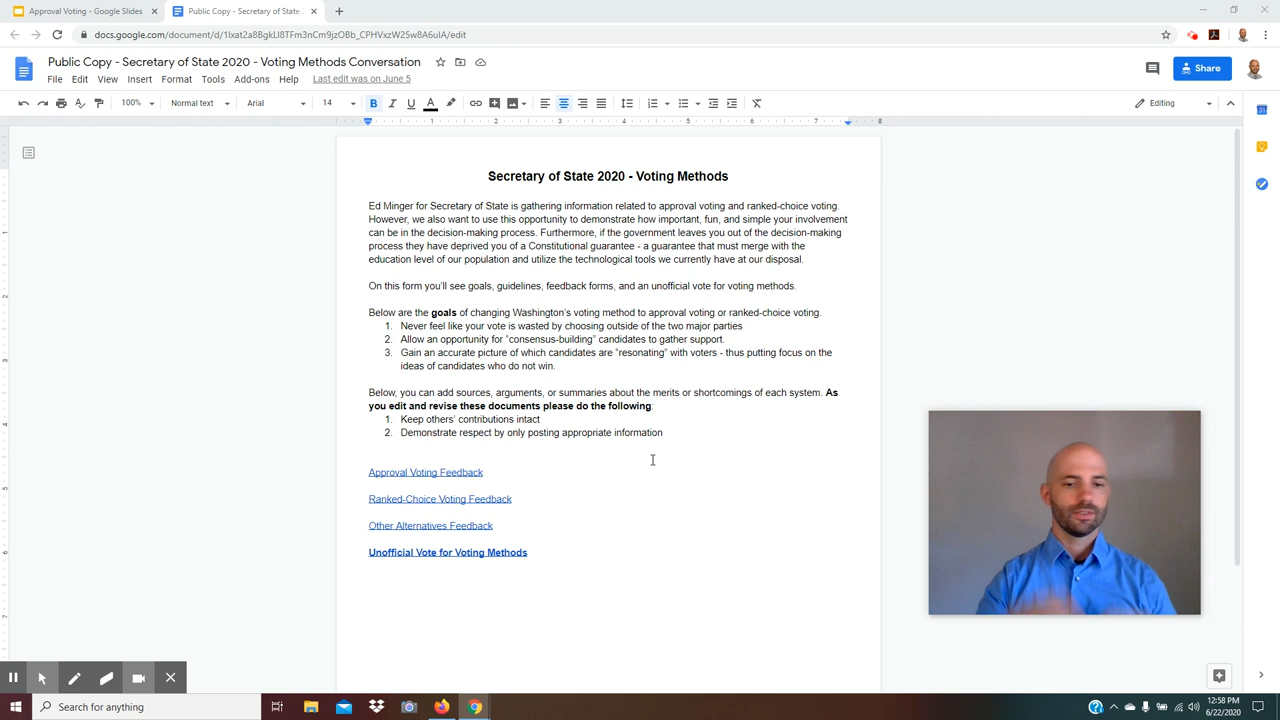 Approval Voting - Google Slides
Public Copy - Secretary of State
docs.google.com/document/d/1Ixat2a8BgkLl8TFm3nCm9jzOBb_CPHVxzW25w8A6uIA/edit
Public Copy - Secretary of State 2020 - Voting Methods Conversation
Share
File Edit View Insert Format Tools Add-ons Help Last edit was on June 5
100% Normal text Arial 14 B I U A Editing
1 2 3 4 5 6 7 8
Secretary of State 2020 - Voting Methods
Ed Minger for Secretary of State is gathering information related to approval voting and ranked-choice voting.
However, we also want to use this opportunity to demonstrate how important, fun, and simple your involvement
can be in the decision-making process. Furthermore, if the government leaves you out of the decision-making
process they have deprived you of a Constitutional guarantee - a guarantee that must merge with the
education level of our population and utilize the technological tools we currently have at our disposal.
On this form you'll see goals, guidelines, feedback forms, and an unofficial vote for voting methods.
Below are the goals of changing Washington's voting method to approval voting or ranked-choice voting.
1. Never feel like your vote is wasted by choosing outside of the two major parties
2. Allow an opportunity for "consensus-building" candidates to gather support.
3. Gain an accurate picture of which candidates are "resonating" with voters - thus putting focus on the
ideas of candidates who do not win.
Below, you can add sources, arguments, or summaries about the merits or shortcomings of each system. As
you edit and revise these documents please do the following:
1. Keep others' contributions intact
2. Demonstrate respect by only posting appropriate information
Approval Voting Feedback
Ranked-Choice Voting Feedback
Other Alternatives Feedback
Unofficial Vote for Voting Methods
Search for anything
12:58 PM
6/22/2020